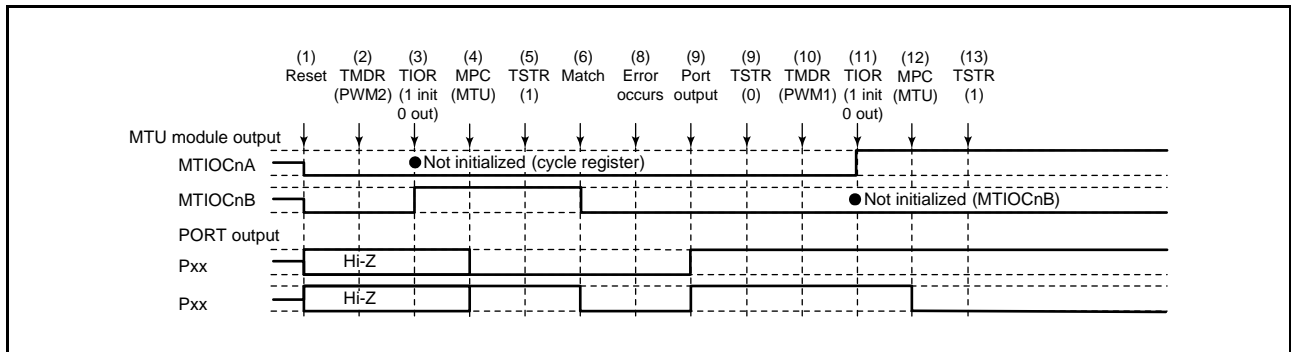 (1) (2) (3) (4) (5) (6) (8) (9) (9) (10) (11) (12) (13)
Reset TMDR TIOR MPC TSTR Match Error Port TSTR TMDR TIOR MPC TSTR
(PWM2) (1 init (MTU) (1) occurs output (0) (PWM1) (1 init (MTU) (1)
0 out) 0 out)
MTU module output
MTIOCnA ●Not initialized (cycle register)
MTIOCnB ●Not initialized (MTIOCnB)
PORT output
Pxx Hi-Z
Pxx Hi-Z